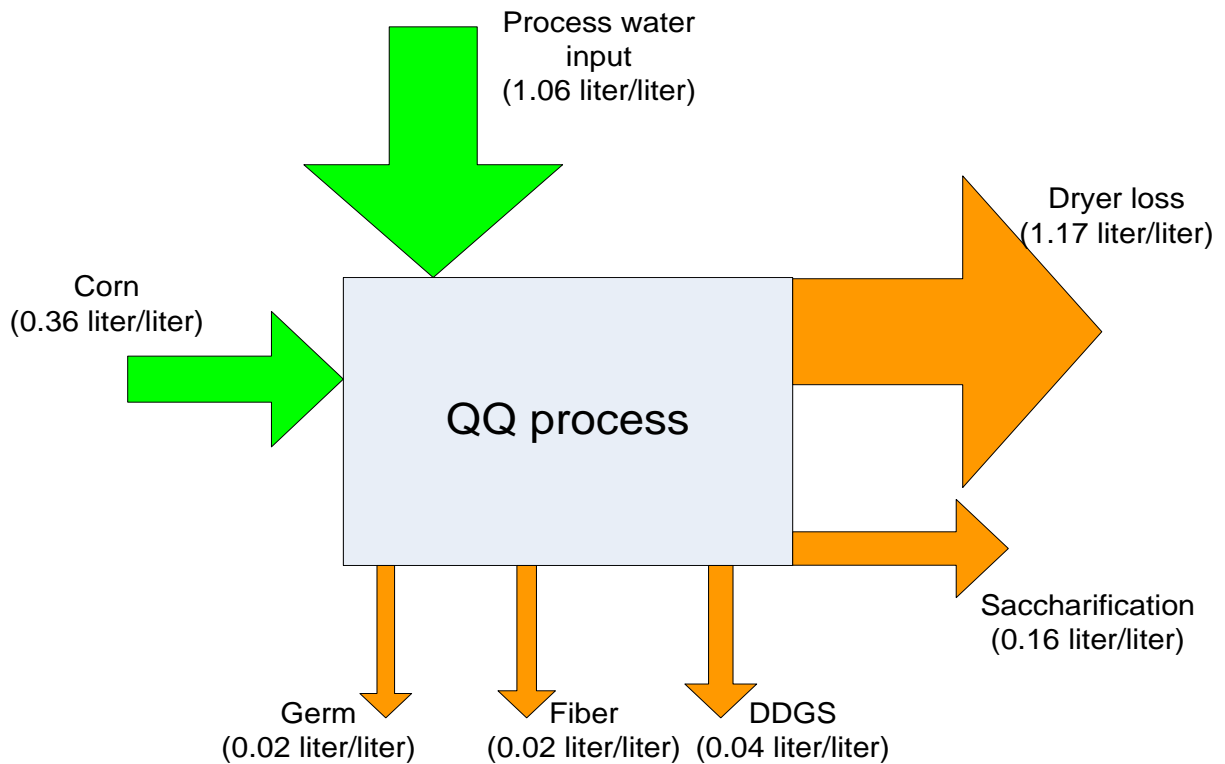 Process water
input
(1.06 liter/liter)
Dryer loss
(1.17 liter/liter)
Corn
(0.36 liter/liter)
QQ process
Saccharification
(0.16 liter/liter)
Germ
(0.02 liter/liter)
Fiber
(0.02 liter/liter)
DDGS
(0.04 liter/liter)